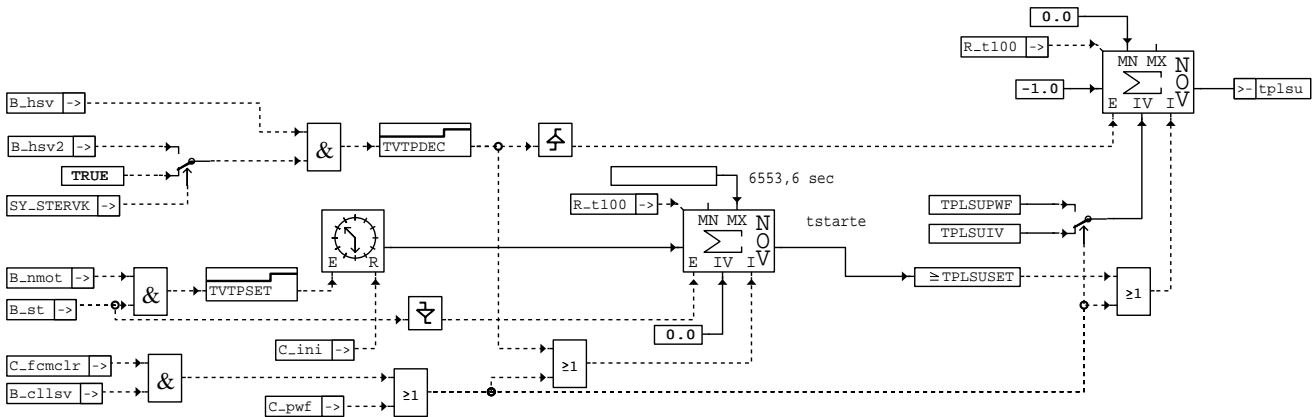 0.0
R_t100 ->
MN MX N
O
V
-1.0
E IV I
>- tplsu
B_hsv ->
B_hsv2 ->
TRUE
SY_STERVK ->
&
TVTPDEC
6553,6 sec
R_t100 ->
MN MX N
O
V
E IV I
tstarte
TPLSUPWF
TPLSUIV
E R
B_nmot ->
B_st ->
&
TVTPSET
≥TPLSUSET
≥1
0.0
C_ini ->
C_fcmclr ->
B_cllsv ->
&
≥1
≥1
C_pwf ->